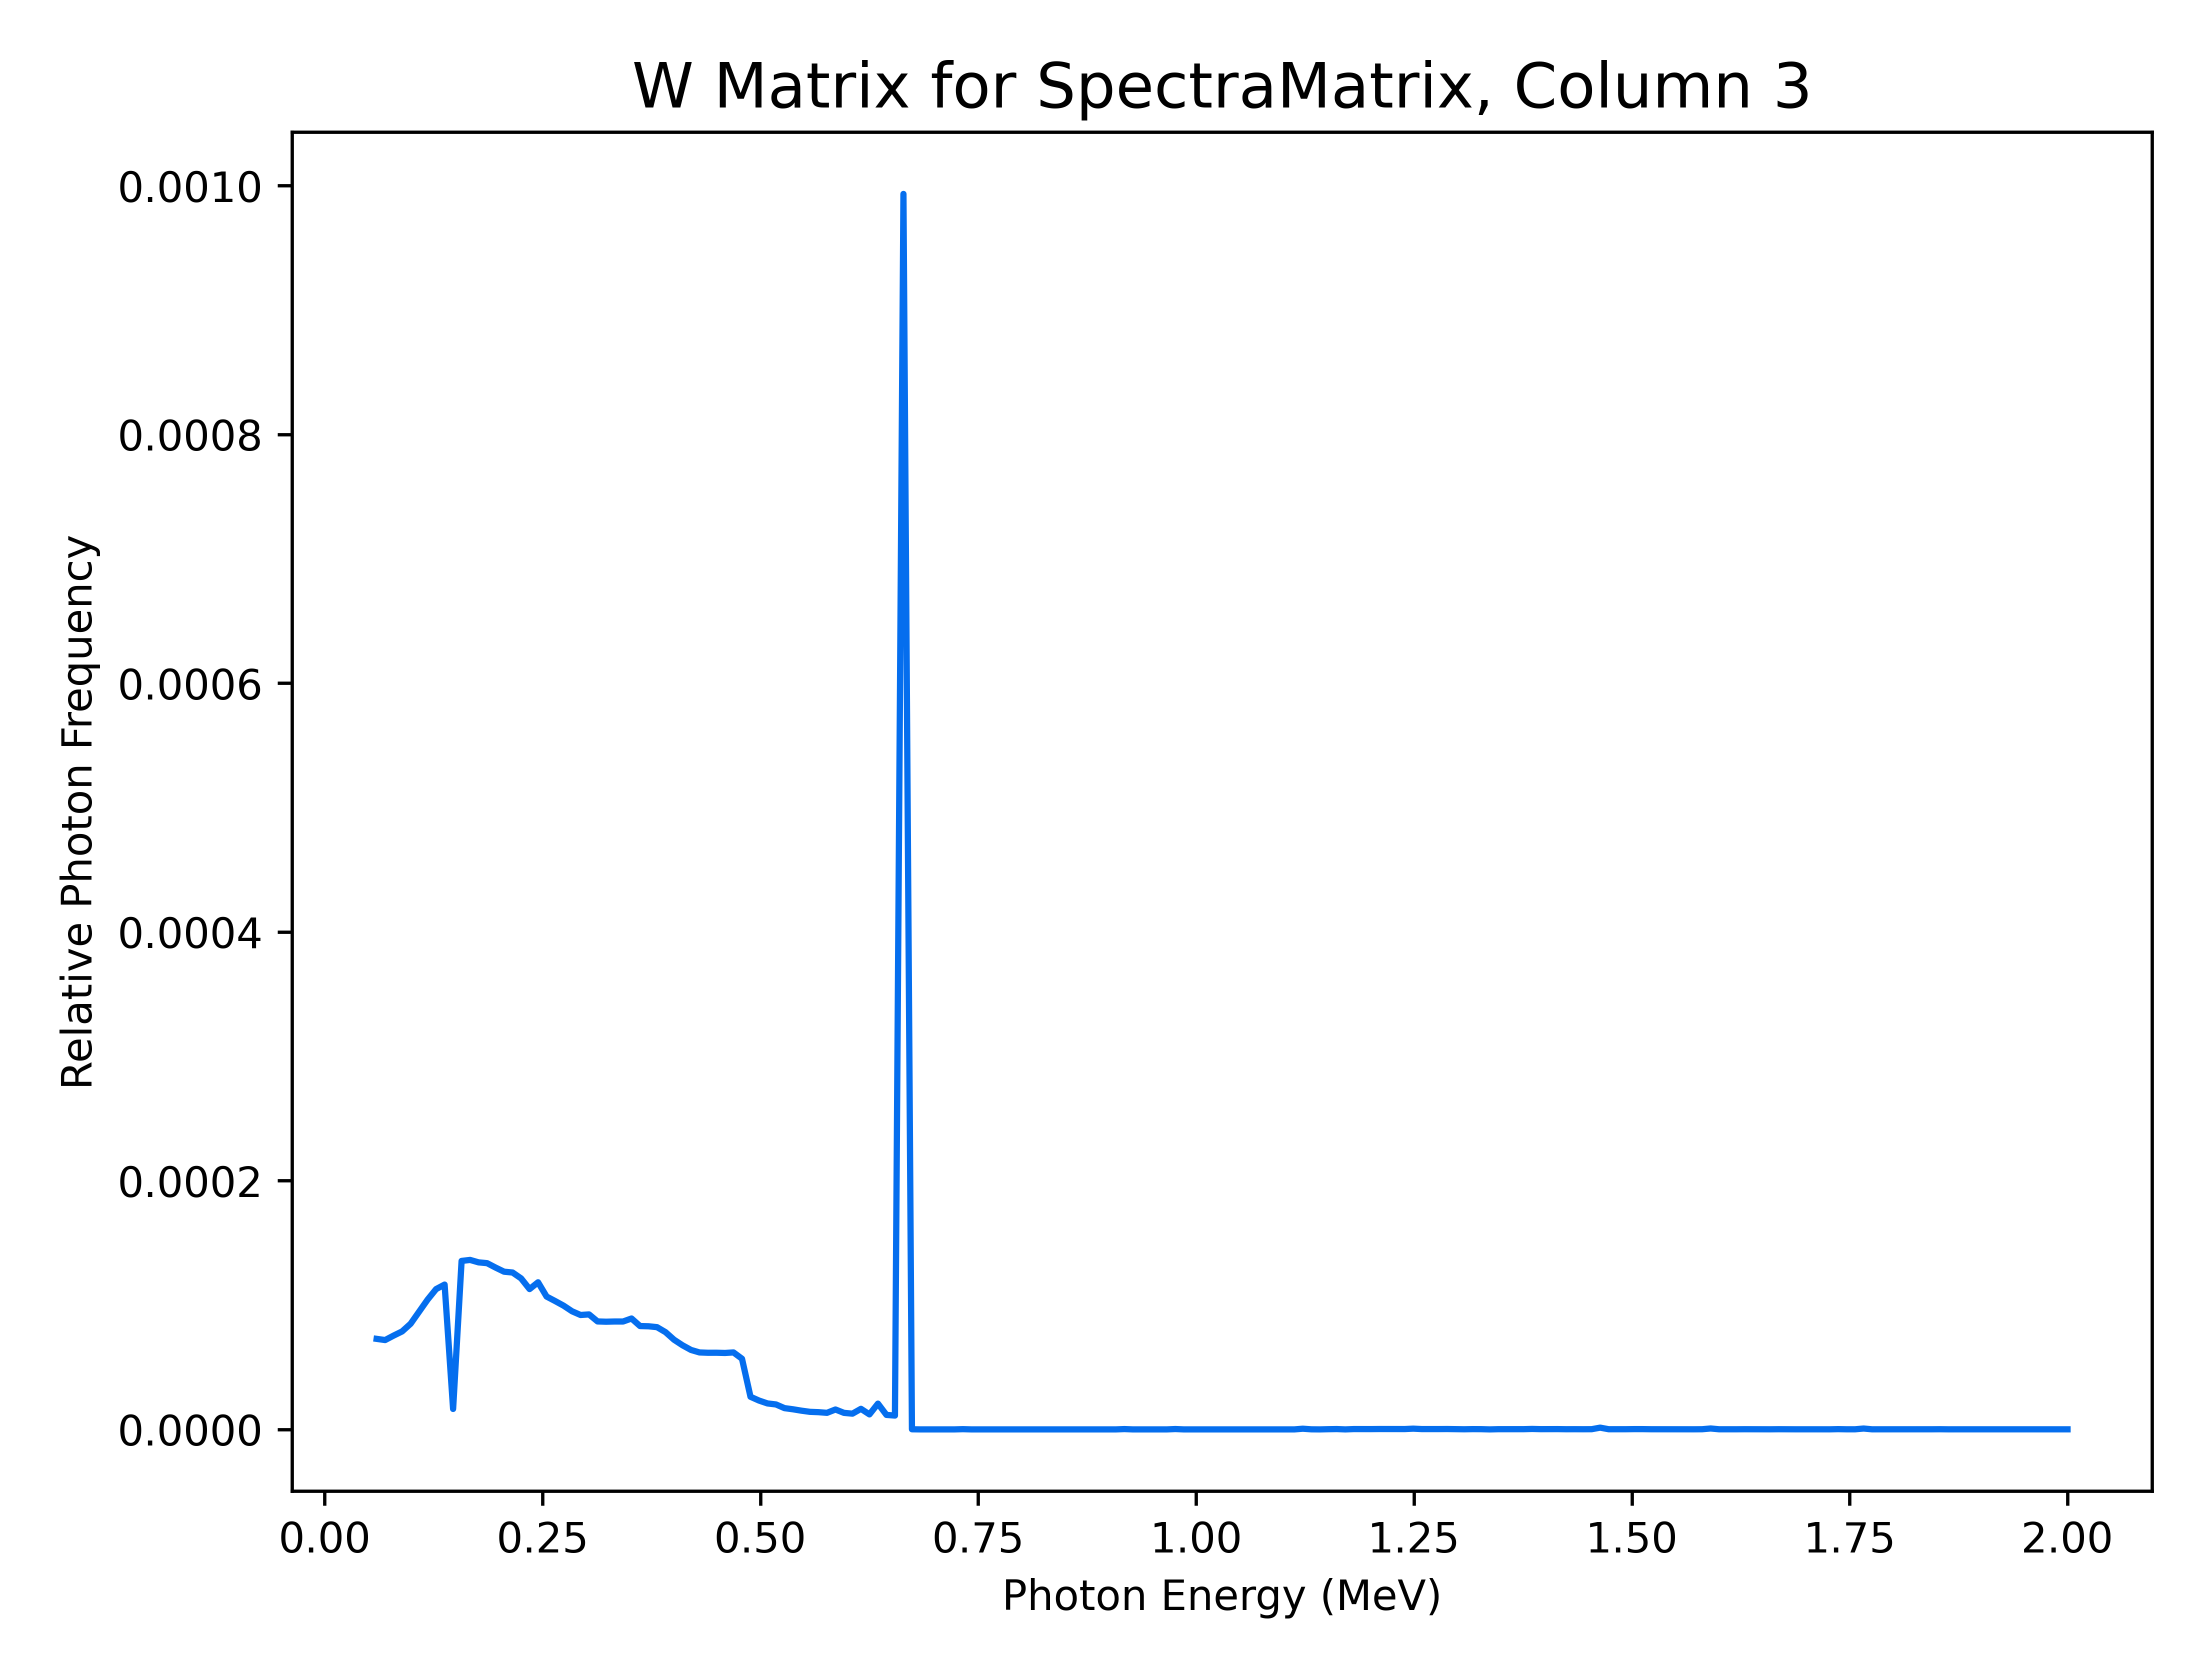 W Matrix for SpectraMatrix, Column 3
Relative Photon Frequency
0.0010
0.0008
0.0006
0.0004
0.0002
0.0000
0.00 0.25 0.50 0.75 1.00 1.25 1.50 1.75 2.00
Photon Energy (MeV)